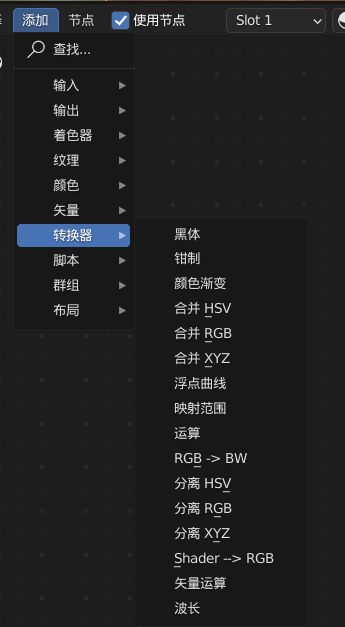 添加 节点 使用节点 Slot 1
查找...
输入
输出
着色器
纹理
颜色
矢量
转换器
脚本
群组
布局
黑体
钳制
颜色渐变
合并 HSV
合并 RGB
合并 XYZ
浮点曲线
映射范围
运算
RGB -> BW
分离 HSV
分离 RGB
分离 XYZ
Shader --> RGB
矢量运算
波长